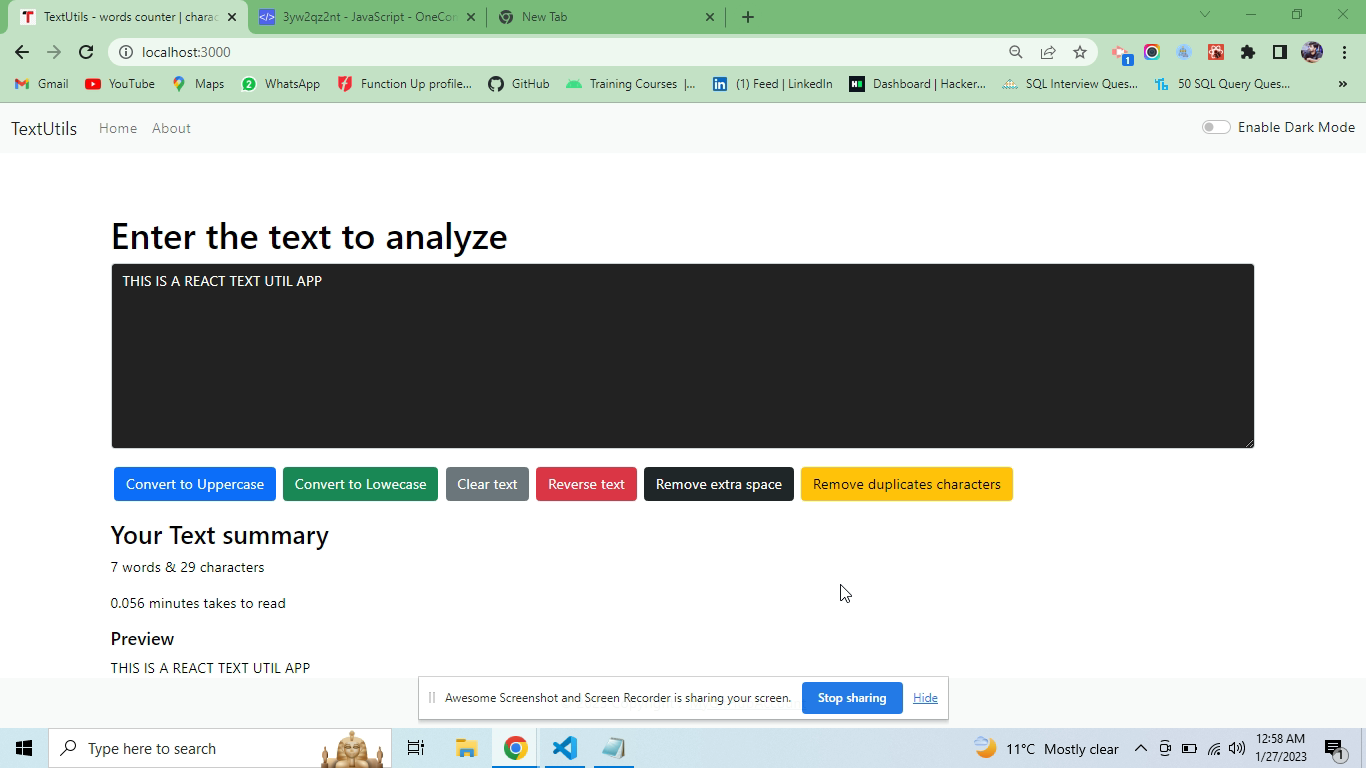 TextUtils - words counter | charac
3yw2qz2nt - JavaScript - OneCon
New Tab
localhost:3000
1
Gmail
YouTube
Maps
2
WhatsApp
Function Up profile...
GitHub
Training Courses |...
(1) Feed | LinkedIn
Dashboard | Hacker...
SQL Interview Ques...
50 SQL Query Ques...
»
TextUtils
Home
About
Enable Dark Mode
Enter the text to analyze
THIS IS A REACT TEXT UTIL APP
Convert to Uppercase
Convert to Lowecase
Clear text
Reverse text
Remove extra space
Remove duplicates characters
Your Text summary
7 words & 29 characters
0.056 minutes takes to read
Preview
THIS IS A REACT TEXT UTIL APP
Awesome Screenshot and Screen Recorder is sharing your screen.
Stop sharing
Hide
Type here to search
11°C Mostly clear
12:58 AM
1/27/2023
1